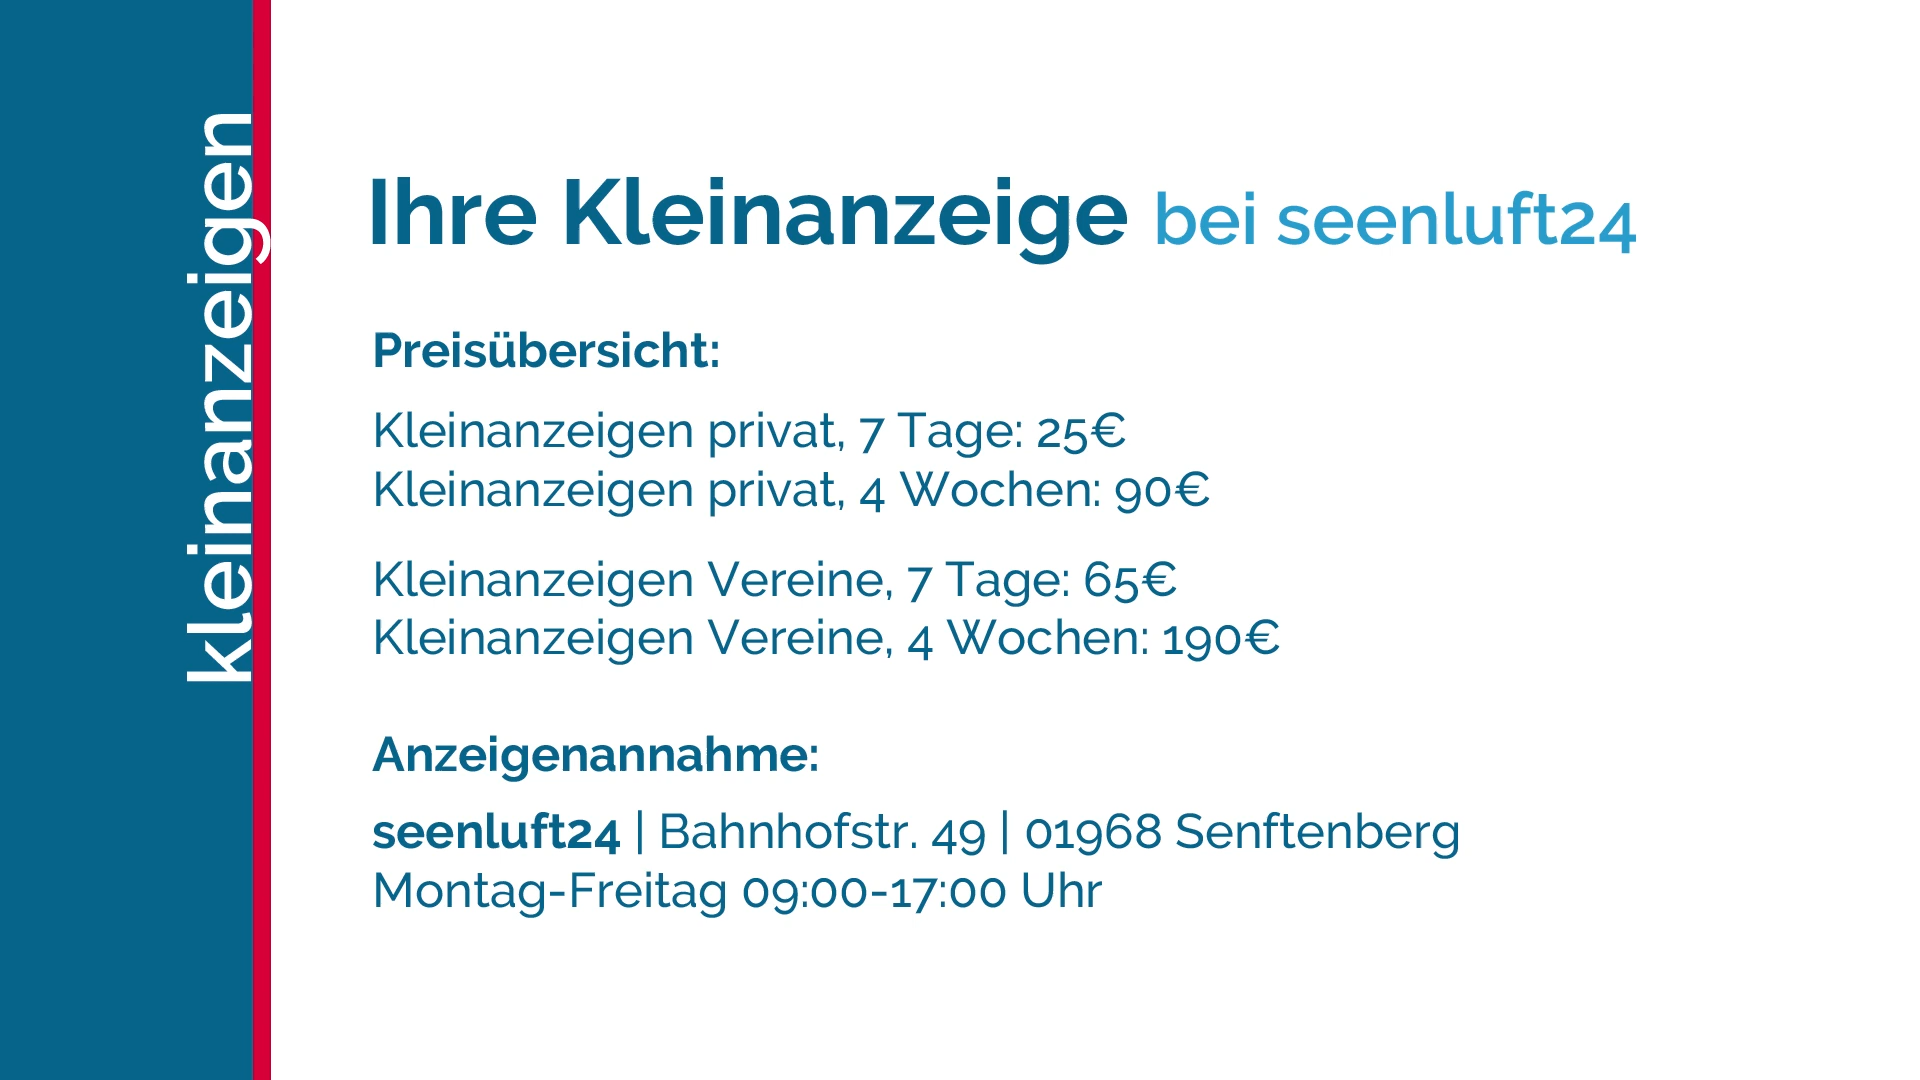 kleinanzeigen
Ihre Kleinanzeige bei seenluft24
Preisübersicht:
Kleinanzeigen privat, 7 Tage: 25€
Kleinanzeigen privat, 4 Wochen: 90€
Kleinanzeigen Vereine, 7 Tage: 65€
Kleinanzeigen Vereine, 4 Wochen: 190€
Anzeigenannahme:
seenluft24 | Bahnhofstr. 49 | 01968 Senftenberg
Montag-Freitag 09:00-17:00 Uhr